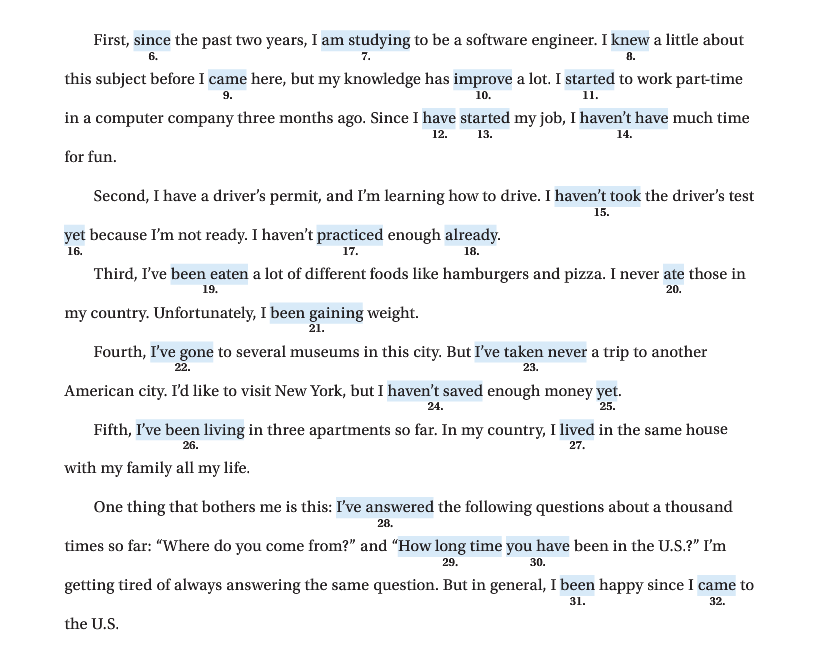 First, since the past two years, I am studying to be a software engineer. I knew a little about
6. 7. 8.
this subject before I came here, but my knowledge has improve a lot. I started to work part-time
9. 10. 11.
in a computer company three months ago. Since I have started my job, I haven’t have much time
12. 13. 14.
for fun.
Second, I have a driver’s permit, and I’m learning how to drive. I haven’t took the driver’s test
15.
yet because I’m not ready. I haven’t practiced enough already.
16. 17. 18.
Third, I’ve been eaten a lot of different foods like hamburgers and pizza. I never ate those in
19. 20.
my country. Unfortunately, I been gaining weight.
21.
Fourth, I’ve gone to several museums in this city. But I’ve taken never a trip to another
22. 23.
American city. I’d like to visit New York, but I haven’t saved enough money yet.
24. 25.
Fifth, I’ve been living in three apartments so far. In my country, I lived in the same house
26. 27.
with my family all my life.
One thing that bothers me is this: I’ve answered the following questions about a thousand
28.
times so far: “Where do you come from?” and “How long time you have been in the U.S.?” I’m
29. 30.
getting tired of always answering the same question. But in general, I been happy since I came to
31. 32.
the U.S.